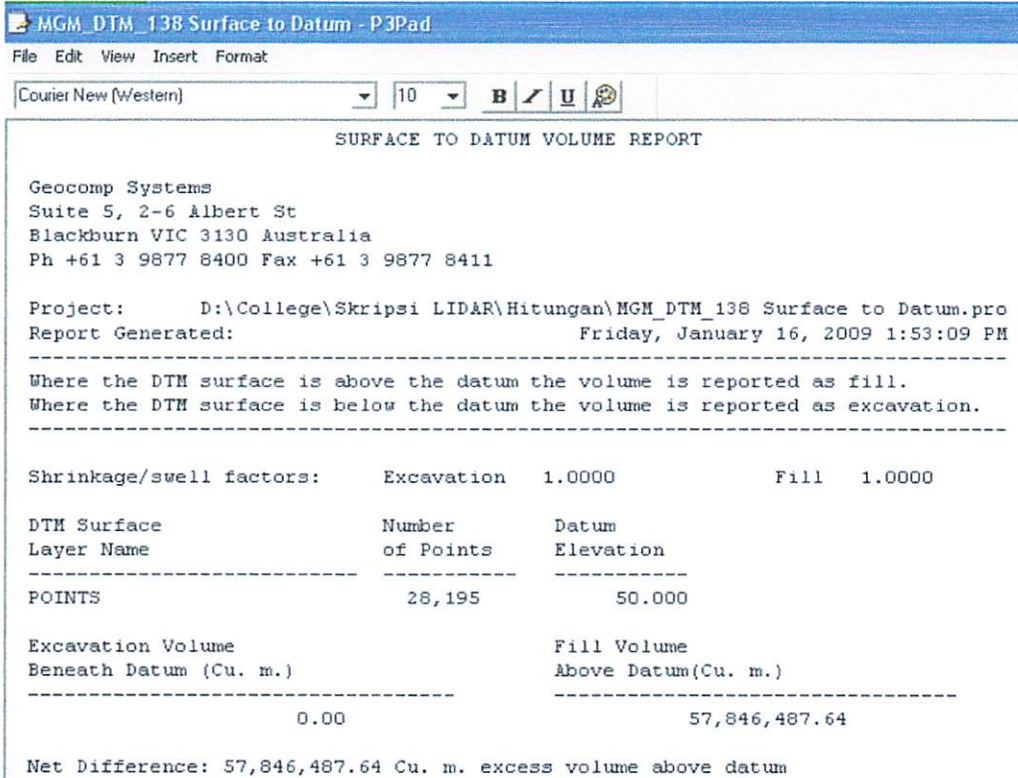 MGM_DTM_138 Surface to Datum - P3Pad
File Edit View Insert Format
Courier New (Western) 10 B I U
SURFACE TO DATUM VOLUME REPORT
Geocomp Systems
Suite 5, 2-6 Albert St
Blackburn VIC 3130 Australia
Ph +61 3 9877 8400 Fax +61 3 9877 8411
Project: D:\College\Skripsi LIDAR\Hitungan\MGM_DTM_138 Surface to Datum.pro
Report Generated: Friday, January 16, 2009 1:53:09 PM
Where the DTM surface is above the datum the volume is reported as fill.
Where the DTM surface is below the datum the volume is reported as excavation.
Shrinkage/swell factors: Excavation 1.0000 Fill 1.0000
DTM Surface Number Datum
Layer Name of Points Elevation
POINTS 28,195 50.000
Excavation Volume Fill Volume
Beneath Datum (Cu. m.) Above Datum(Cu. m.)
0.00 57,846,487.64
Net Difference: 57,846,487.64 Cu. m. excess volume above datum